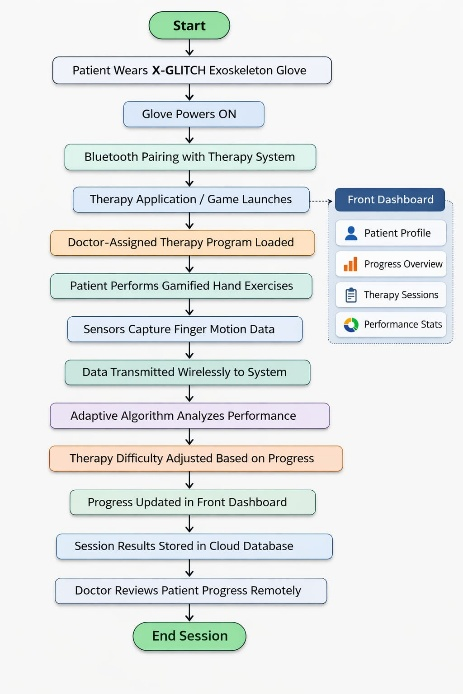 Start
Patient Wears X-GLITCH Exoskeleton Glove
Glove Powers ON
Bluetooth Pairing with Therapy System
Therapy Application / Game Launches
Front Dashboard
Patient Profile
Progress Overview
Therapy Sessions
Performance Stats
Doctor-Assigned Therapy Program Loaded
Patient Performs Gamified Hand Exercises
Sensors Capture Finger Motion Data
Data Transmitted Wirelessly to System
Adaptive Algorithm Analyzes Performance
Therapy Difficulty Adjusted Based on Progress
Progress Updated in Front Dashboard
Session Results Stored in Cloud Database
Doctor Reviews Patient Progress Remotely
End Session